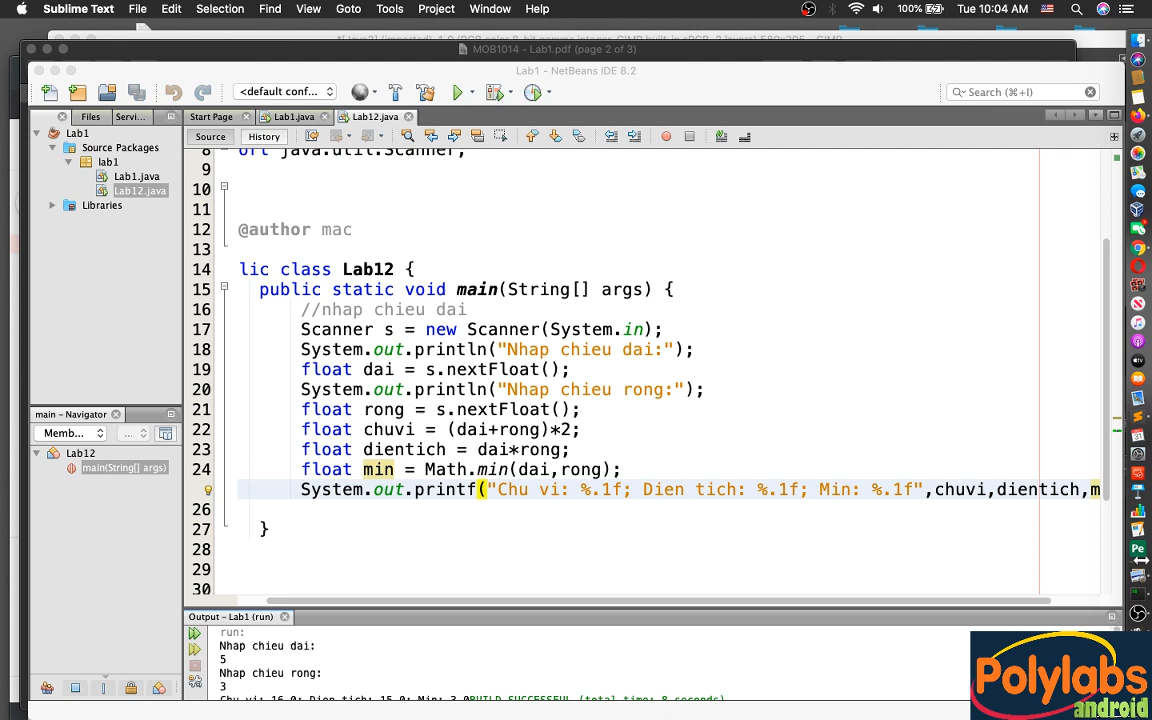 Sublime Text File Edit Selection Find View Goto Tools Project Window Help 100% Tue 10:04 AM
MOB1014 - Lab1.pdf (page 2 of 3)
Lab1 - NetBeans IDE 8.2
<default conf... Search (⌘+I)
Files Servi... Start Page Lab1.java Lab12.java
Source History
Lab1
Source Packages
lab1
Lab1.java
Lab12.java
Libraries
8 ort java.util.Scanner;
9
10
11
12 @author mac
13
14 lic class Lab12 {
15 public static void main(String[] args) {
16 //nhap chieu dai
17 Scanner s = new Scanner(System.in);
18 System.out.println("Nhap chieu dai:");
19 float dai = s.nextFloat();
20 System.out.println("Nhap chieu rong:");
21 float rong = s.nextFloat();
22 float chuvi = (dai+rong)*2;
23 float dientich = dai*rong;
24 float min = Math.min(dai,rong);
System.out.printf("Chu vi: %.1f; Dien tich: %.1f; Min: %.1f",chuvi,dientich,m
26
27 }
28
29
30
main - Navigator
Memb... ...
Lab12
main(String[] args)
Output - Lab1 (run)
run:
Nhap chieu dai:
5
Nhap chieu rong:
3
Chu vi: 16.0; Dien tich: 15.0; Min: 3.0BUILD SUCCESSFUL (total time: 8 seconds)
Polylabs
android